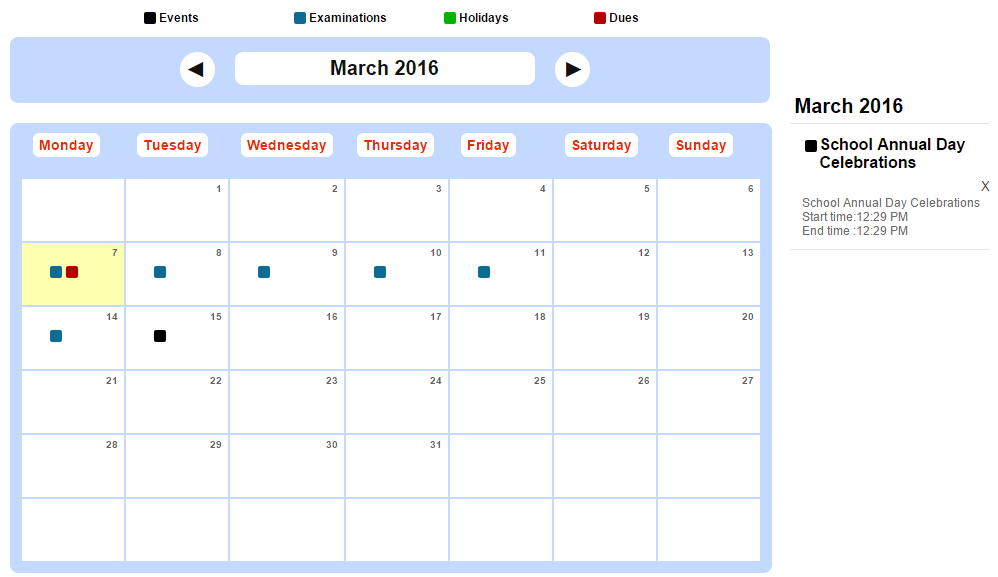 Events Examinations Holidays Dues
◀ March 2016 ▶
Monday Tuesday Wednesday Thursday Friday Saturday Sunday
1 2 3 4 5 6
7 8 9 10 11 12 13
14 15 16 17 18 19 20
21 22 23 24 25 26 27
28 29 30 31
March 2016
School Annual Day
Celebrations
X
School Annual Day Celebrations
Start time:12:29 PM
End time :12:29 PM